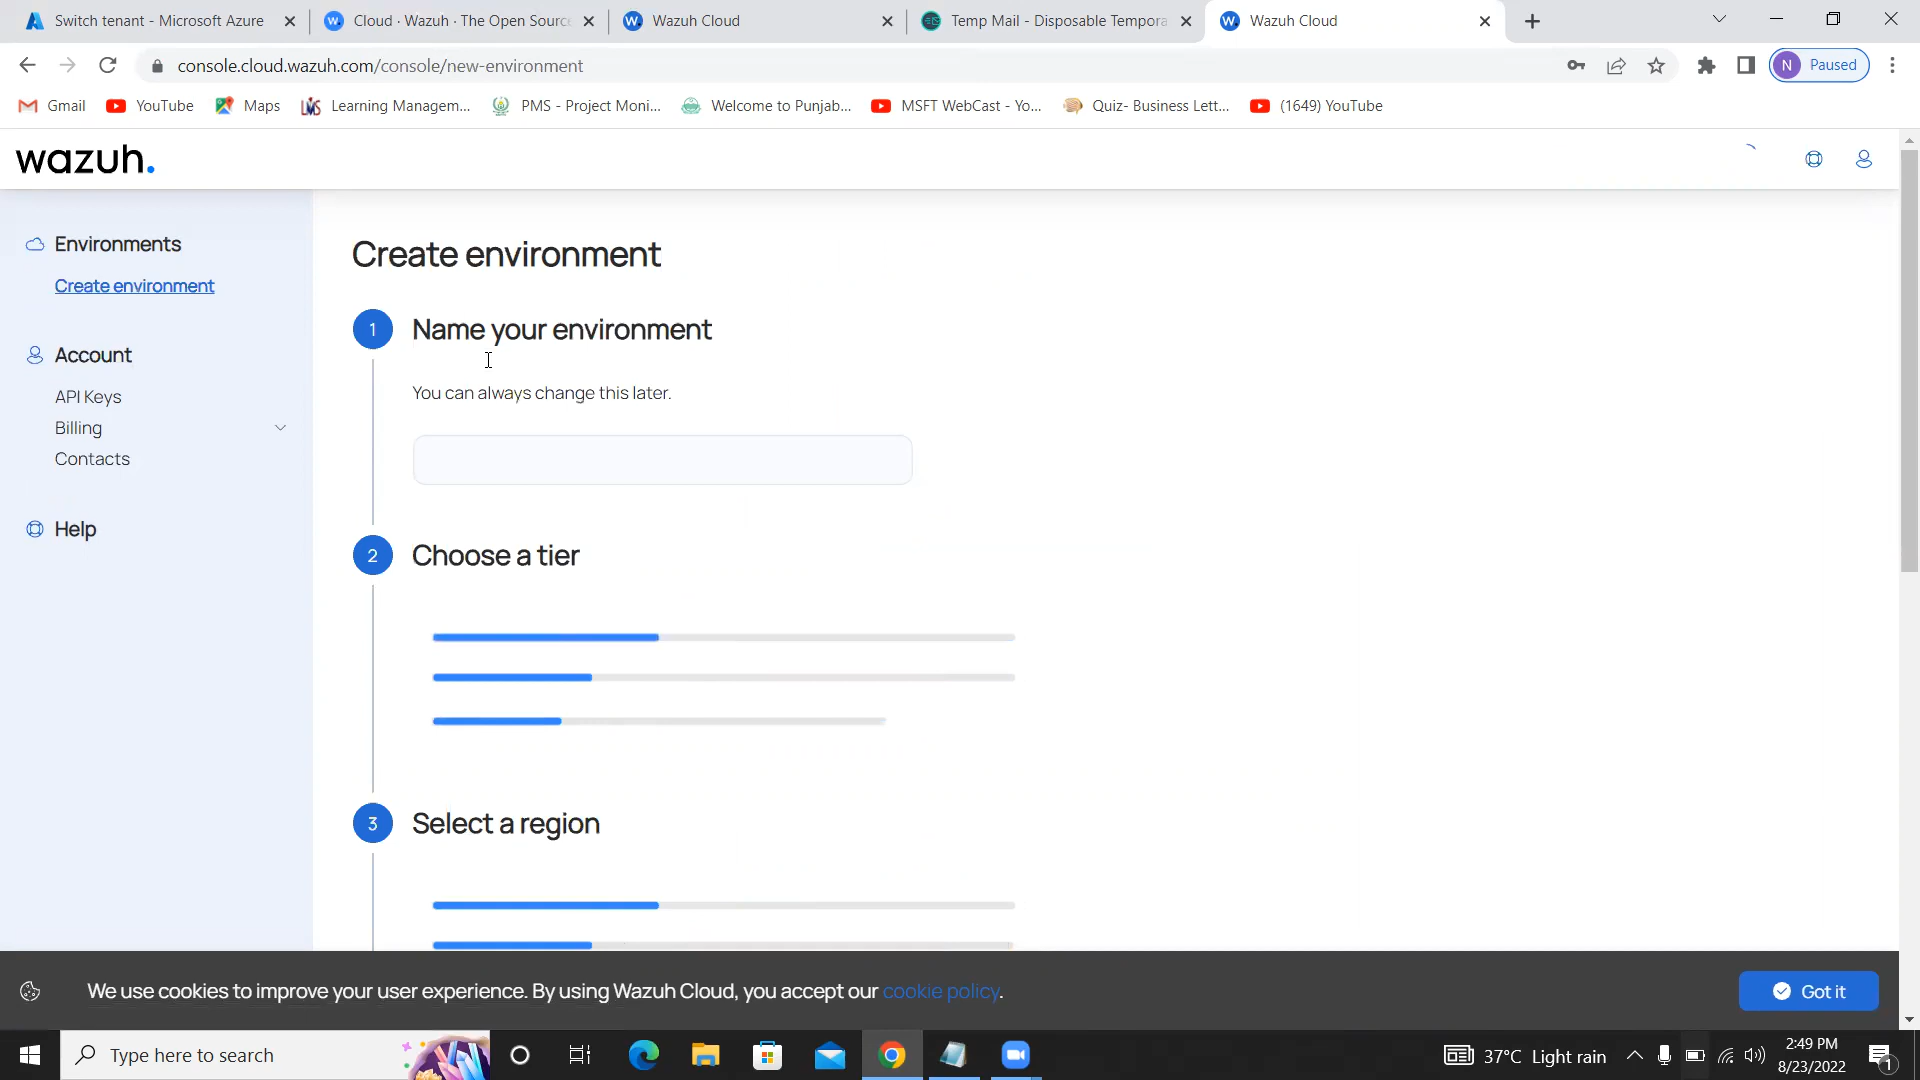 Switch tenant - Microsoft Azure
Cloud · Wazuh · The Open Source
Wazuh Cloud
Temp Mail - Disposable Tempora
Wazuh Cloud
console.cloud.wazuh.com/console/new-environment
N Paused
Gmail
YouTube
Maps
Learning Managem...
PMS - Project Moni...
Welcome to Punjab...
MSFT WebCast - Yo...
Quiz- Business Lett...
(1649) YouTube
wazuh.
Environments
Create environment
Account
API Keys
Billing
Contacts
Help
Create environment
1 Name your environment
You can always change this later.
2 Choose a tier
3 Select a region
We use cookies to improve your user experience. By using Wazuh Cloud, you accept our cookie policy.
Got it
Type here to search
37°C Light rain
2:49 PM
8/23/2022
1